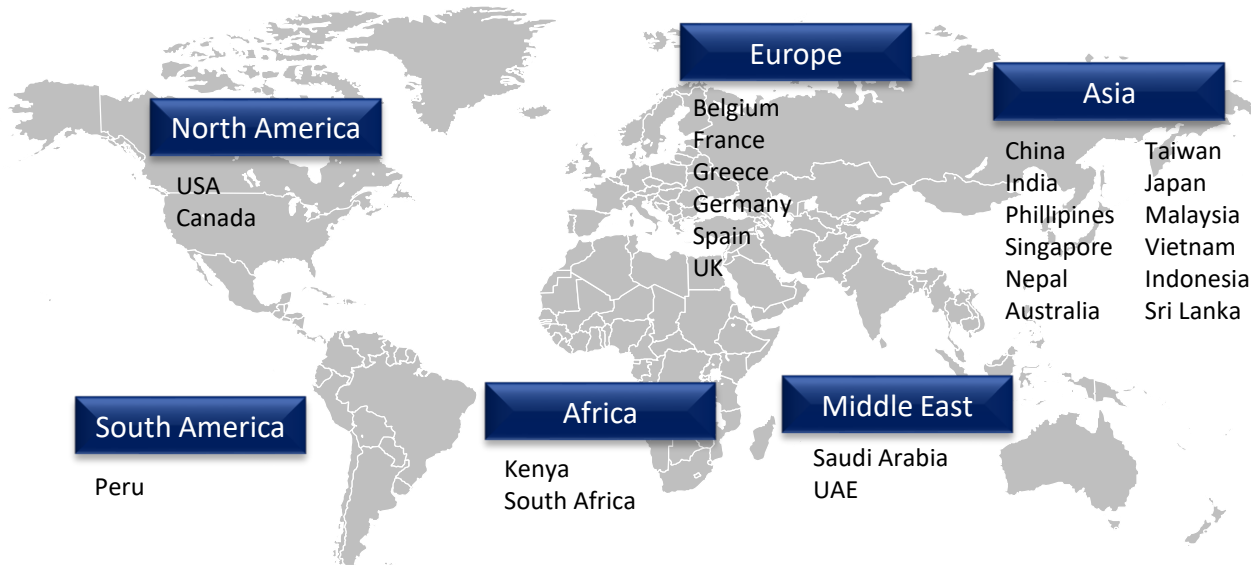 Europe
Belgium
France
Greece
Germany
Spain
UK
Asia
China
India
Phillipines
Singapore
Nepal
Australia
Taiwan
Japan
Malaysia
Vietnam
Indonesia
Sri Lanka
North America
USA
Canada
South America
Peru
Africa
Kenya
South Africa
Middle East
Saudi Arabia
UAE